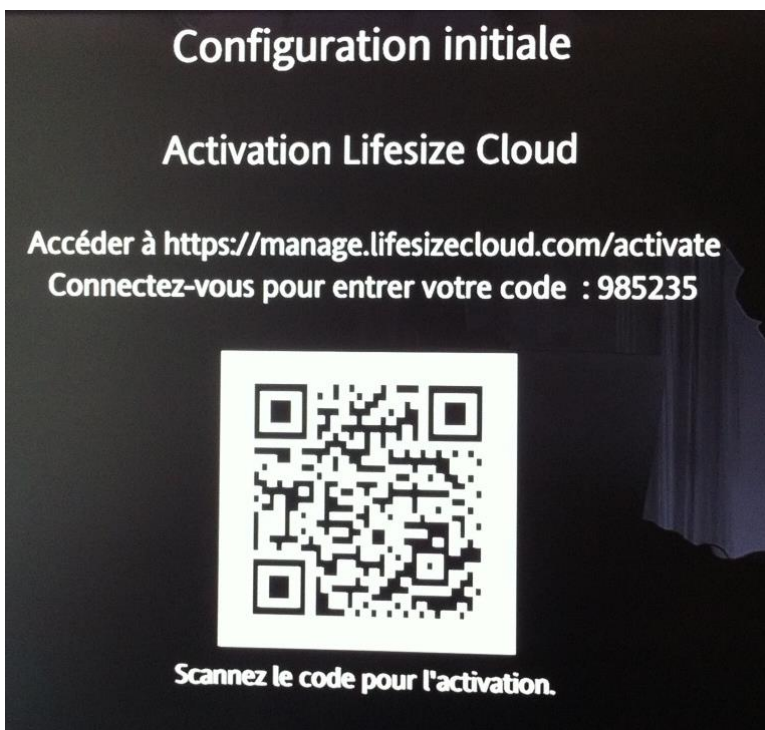 Configuration initiale
Activation Lifesize Cloud
Accéder à https://manage.lifesizecloud.com/activate
Connectez-vous pour entrer votre code : 985235
Scannez le code pour l'activation.